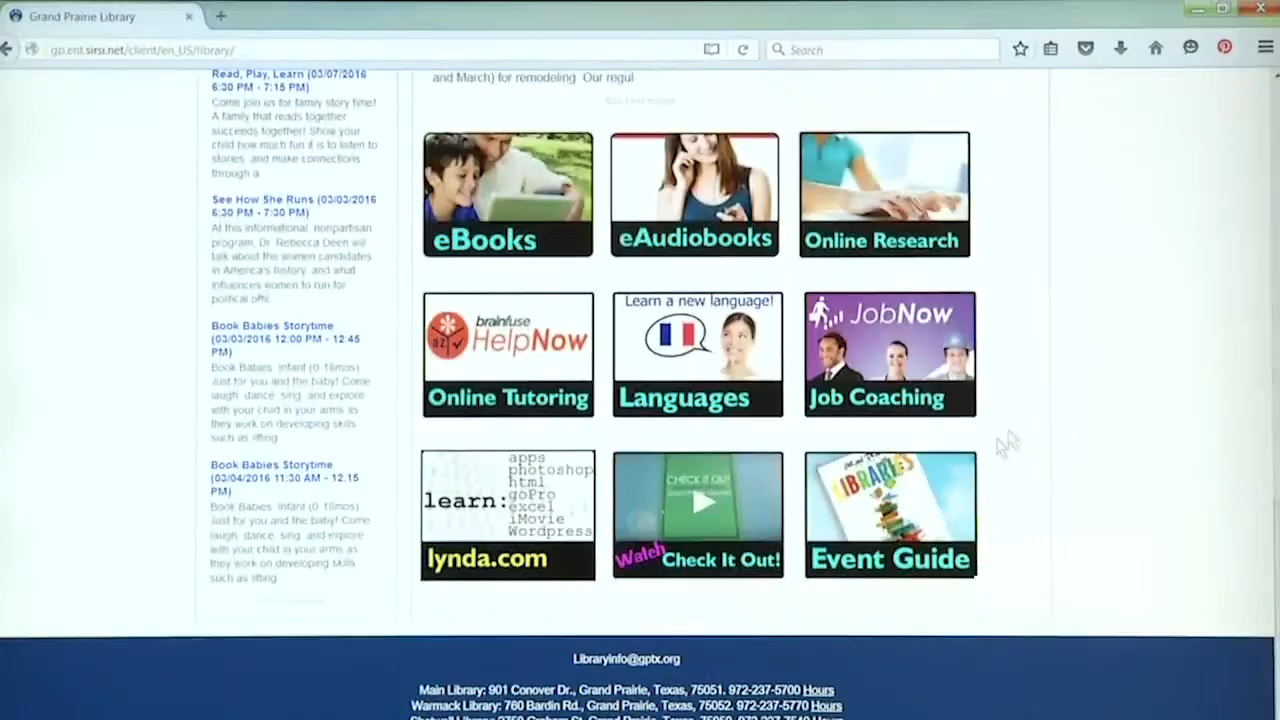 Grand Prairie Library
gp.ent.sirsi.net/client/en_US/library/
Search
Read, Play, Learn (03/07/2016
6:30 PM - 7:15 PM)
Come join us for family story time!
A family that reads together
succeeds together! Show your
child how much fun it is to listen to
stories and make connections
through a
See How She Runs (03/03/2016
6:30 PM - 7:30 PM)
At this informational nonpartisan
program, Dr. Rebecca Deen will
talk about the women candidates
in America's history and what
influences women to run for
political offic
Book Babies Storytime
(03/03/2016 12:00 PM - 12:45
PM)
Book Babies Infant (0-18mos)
Just for you and the baby! Come
laugh dance sing and explore
with your child in your arms as
they work on developing skills
such as lifting
Book Babies Storytime
(03/04/2016 11:30 AM - 12:15
PM)
Book Babies Infant (0-18mos)
Just for you and the baby! Come
laugh dance sing and explore
with your child in your arms as
they work on developing skills
such as lifting
and March) for remodeling Our regul
eBooks
eAudiobooks
Online Research
brainfuse
HelpNow
Online Tutoring
Learn a new language!
Languages
JobNow
Job Coaching
learn:
apps
photoshop
html
goPro
excel
iMovie
Wordpress
lynda.com
CHECK IT OUT
Watch Check It Out!
LIBRARIES
Event Guide
Libraryinfo@gptx.org
Main Library: 901 Conover Dr., Grand Prairie, Texas, 75051. 972-237-5700 Hours
Warmack Library: 760 Bardin Rd., Grand Prairie, Texas, 75052. 972-237-5770 Hours